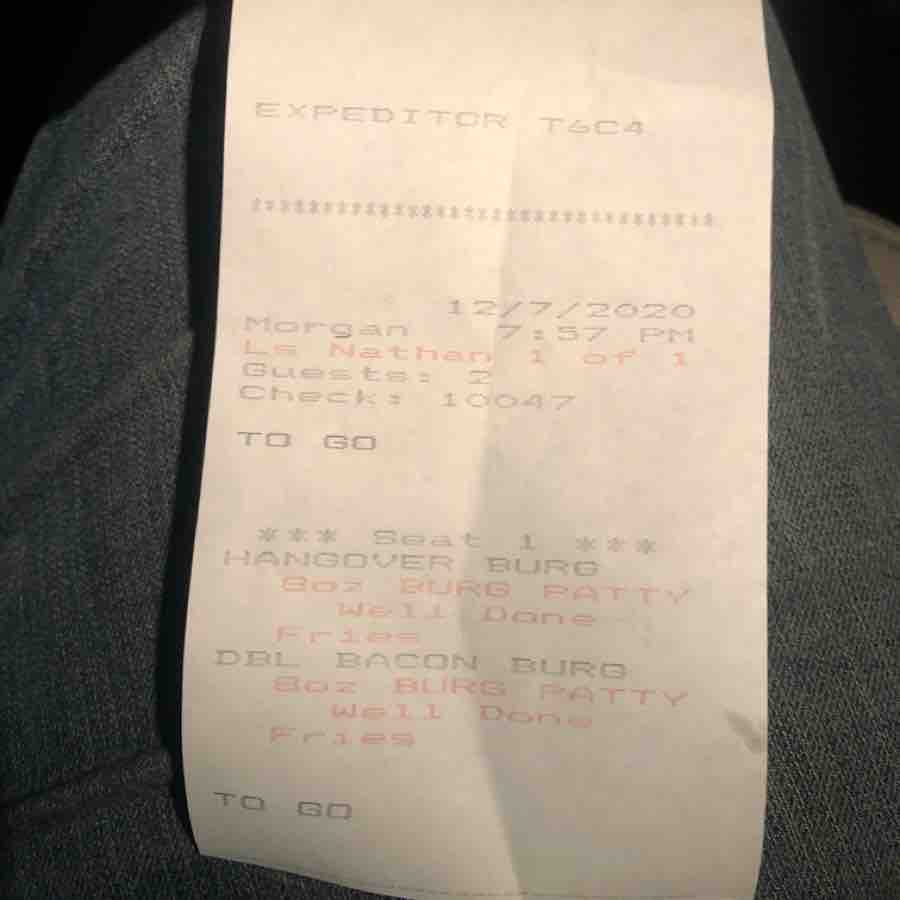 EXPEDITOR T6C4
*********************************
12/7/2020
Morgan 7:57 PM
Ls Nathan 1 of 1
Guests: 2
Check: 10047
TO GO
*** Seat 1 ***
HANGOVER BURG
8oz BURG PATTY
Well Done
Fries
DBL BACON BURG
8oz BURG PATTY
Well Done
Fries
TO GO